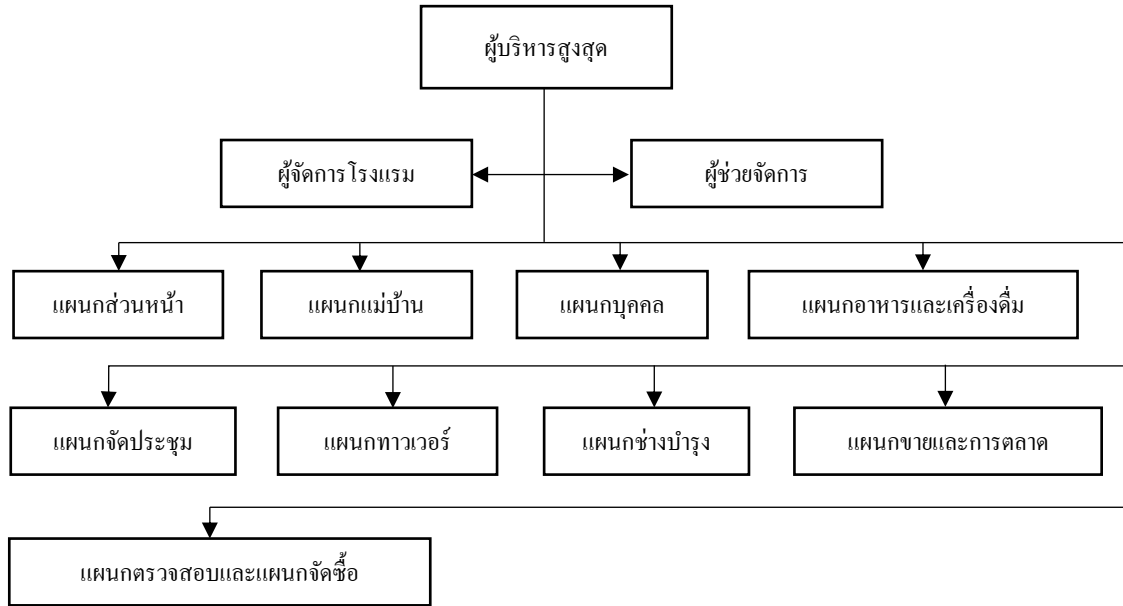 ผู้บริหารสูงสุด
ผู้จัดการโรงแรม
ผู้ช่วยจัดการ
แผนกส่วนหน้า
แผนกแม่บ้าน
แผนกบุคคล
แผนกอาหารและเครื่องดื่ม
แผนกจัดประชุม
แผนกทาวเวอร์
แผนกช่างบำรุง
แผนกขายและการตลาด
แผนกตรวจสอบและแผนกจัดซื้อ